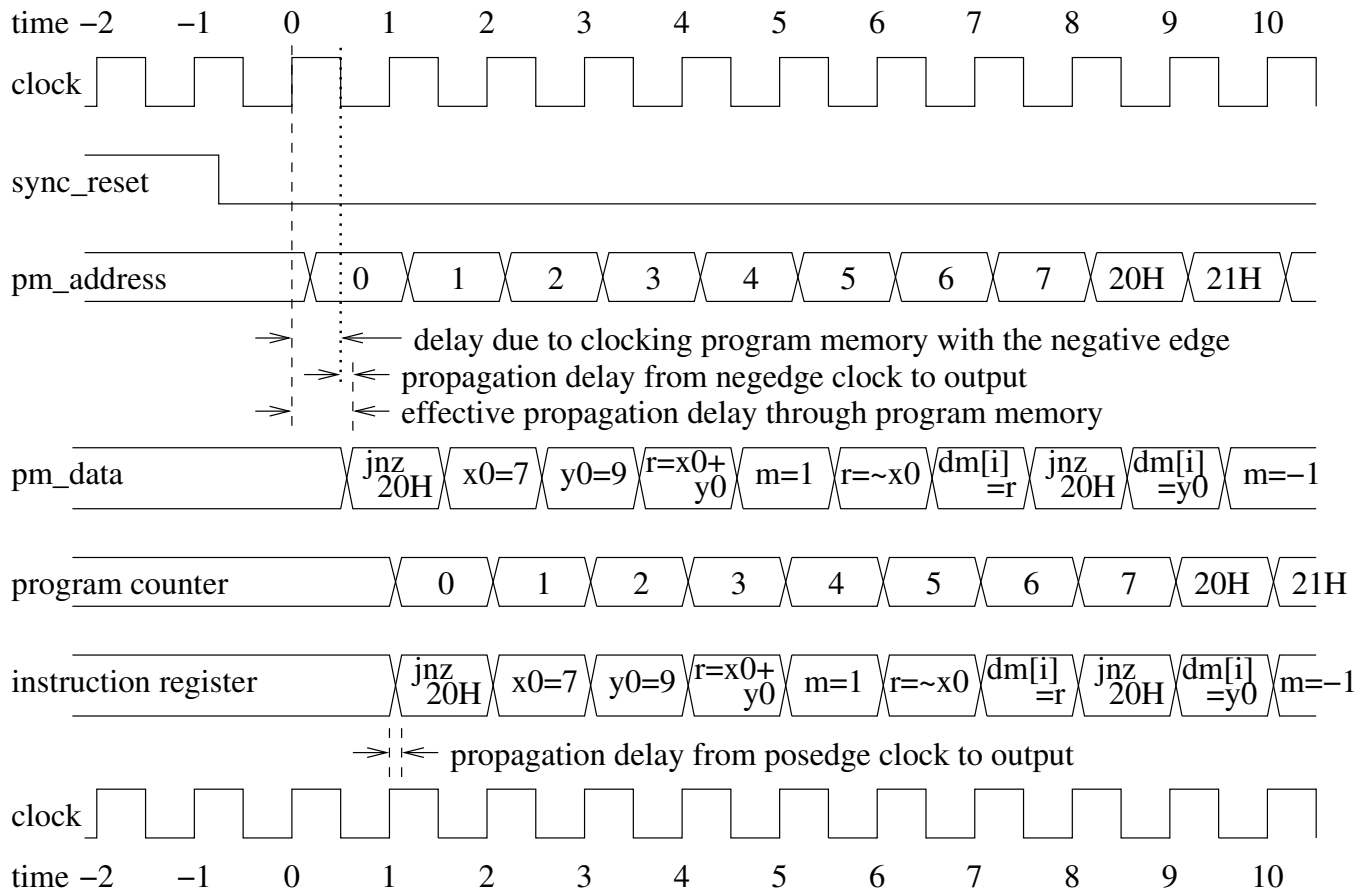 time −2 −1 0 1 2 3 4 5 6 7 8 9 10
clock
sync_reset
pm_address 0 1 2 3 4 5 6 7 20H 21H
delay due to clocking program memory with the negative edge
propagation delay from negedge clock to output
effective propagation delay through program memory
pm_data jnz 20H x0=7 y0=9 r=x0+ y0 m=1 r=~x0 dm[i] =r jnz 20H dm[i] =y0 m=−1
program counter 0 1 2 3 4 5 6 7 20H 21H
instruction register jnz 20H x0=7 y0=9 r=x0+ y0 m=1 r=~x0 dm[i] =r jnz 20H dm[i] =y0 m=−1
propagation delay from posedge clock to output
clock
time −2 −1 0 1 2 3 4 5 6 7 8 9 10